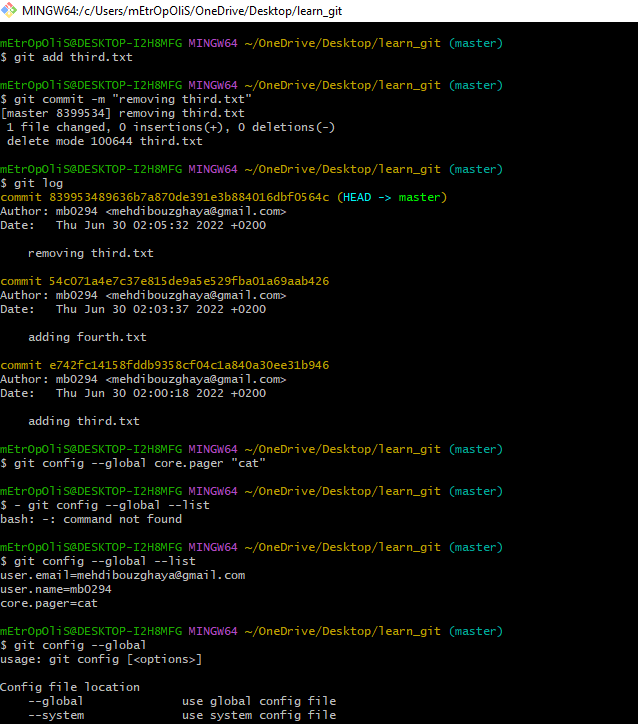 MINGW64:/c/Users/mEtrOpOliS/OneDrive/Desktop/learn_git
mEtrOpOliS@DESKTOP-I2H8MFG MINGW64 ~/OneDrive/Desktop/learn_git (master)
$ git add third.txt
mEtrOpOliS@DESKTOP-I2H8MFG MINGW64 ~/OneDrive/Desktop/learn_git (master)
$ git commit -m "removing third.txt"
[master 8399534] removing third.txt
 1 file changed, 0 insertions(+), 0 deletions(-)
 delete mode 100644 third.txt
mEtrOpOliS@DESKTOP-I2H8MFG MINGW64 ~/OneDrive/Desktop/learn_git (master)
$ git log
commit 839953489636b7a870de391e3b884016dbf0564c (HEAD -> master)
Author: mb0294 <mehdibouzghaya@gmail.com>
Date:   Thu Jun 30 02:05:32 2022 +0200
    removing third.txt
commit 54c071a4e7c37e815de9a5e529fba01a69aab426
Author: mb0294 <mehdibouzghaya@gmail.com>
Date:   Thu Jun 30 02:03:37 2022 +0200
    adding fourth.txt
commit e742fc14158fddb9358cf04c1a840a30ee31b946
Author: mb0294 <mehdibouzghaya@gmail.com>
Date:   Thu Jun 30 02:00:18 2022 +0200
    adding third.txt
mEtrOpOliS@DESKTOP-I2H8MFG MINGW64 ~/OneDrive/Desktop/learn_git (master)
$ git config --global core.pager "cat"
mEtrOpOliS@DESKTOP-I2H8MFG MINGW64 ~/OneDrive/Desktop/learn_git (master)
$ - git config --global --list
bash: -: command not found
mEtrOpOliS@DESKTOP-I2H8MFG MINGW64 ~/OneDrive/Desktop/learn_git (master)
$ git config --global --list
user.email=mehdibouzghaya@gmail.com
user.name=mb0294
core.pager=cat
mEtrOpOliS@DESKTOP-I2H8MFG MINGW64 ~/OneDrive/Desktop/learn_git (master)
$ git config --global
usage: git config [<options>]
Config file location
    --global              use global config file
    --system              use system config file